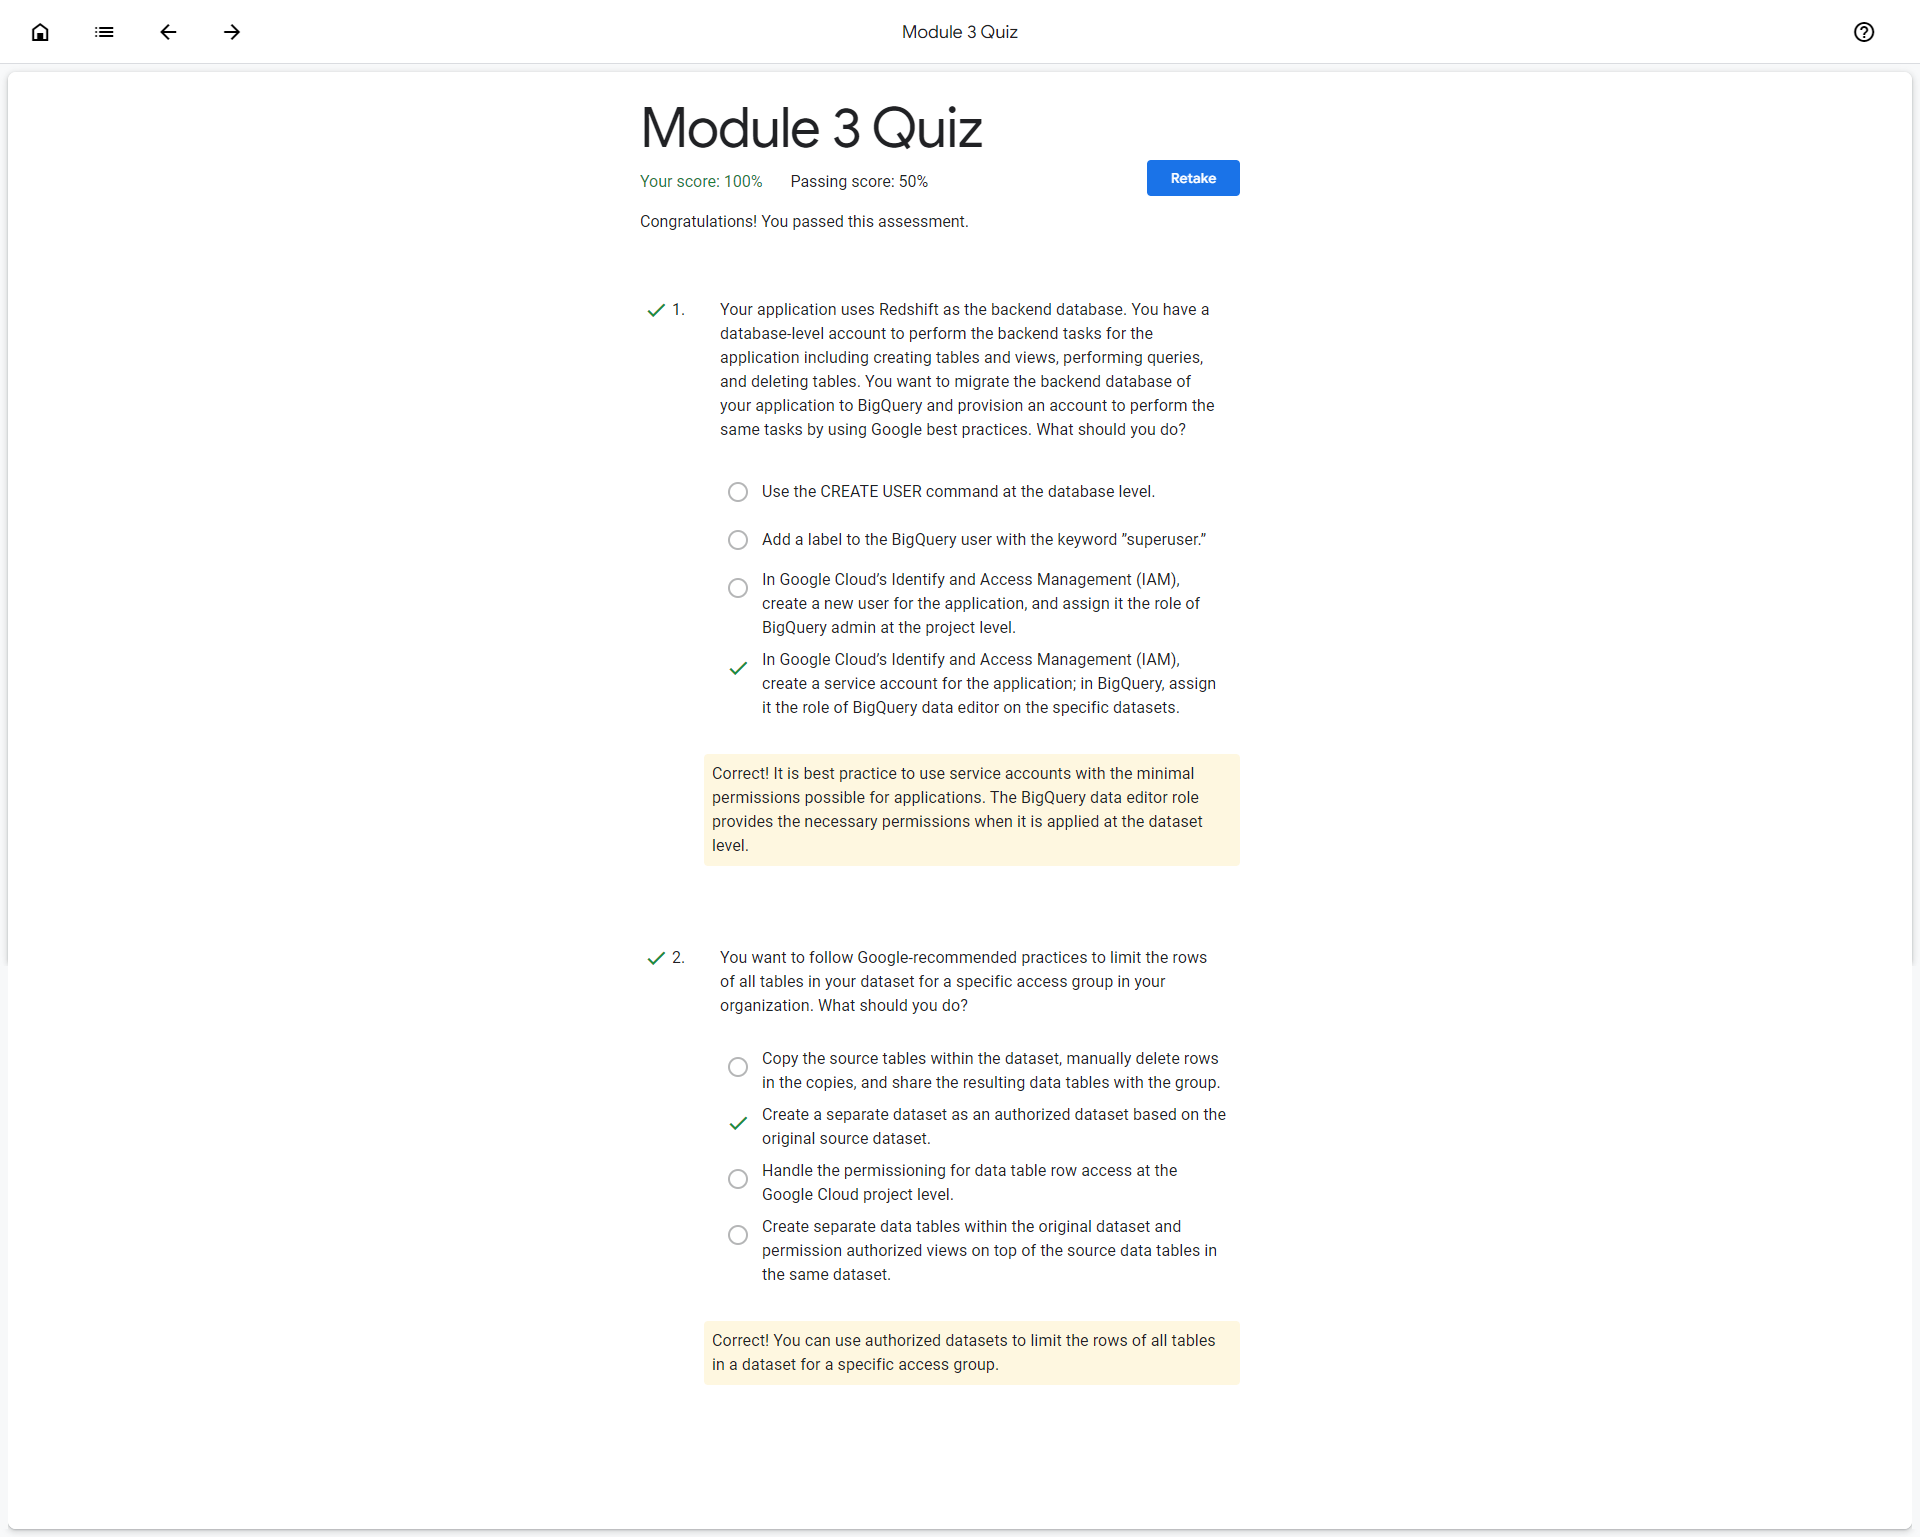 Module 3 Quiz
Module 3 Quiz
Your score: 100% Passing score: 50%
Retake
Congratulations! You passed this assessment.
1. Your application uses Redshift as the backend database. You have a
database-level account to perform the backend tasks for the
application including creating tables and views, performing queries,
and deleting tables. You want to migrate the backend database of
your application to BigQuery and provision an account to perform the
same tasks by using Google best practices. What should you do?
Use the CREATE USER command at the database level.
Add a label to the BigQuery user with the keyword ”superuser.”
In Google Cloud’s Identify and Access Management (IAM),
create a new user for the application, and assign it the role of
BigQuery admin at the project level.
In Google Cloud’s Identify and Access Management (IAM),
create a service account for the application; in BigQuery, assign
it the role of BigQuery data editor on the specific datasets.
Correct! It is best practice to use service accounts with the minimal
permissions possible for applications. The BigQuery data editor role
provides the necessary permissions when it is applied at the dataset
level.
2. You want to follow Google-recommended practices to limit the rows
of all tables in your dataset for a specific access group in your
organization. What should you do?
Copy the source tables within the dataset, manually delete rows
in the copies, and share the resulting data tables with the group.
Create a separate dataset as an authorized dataset based on the
original source dataset.
Handle the permissioning for data table row access at the
Google Cloud project level.
Create separate data tables within the original dataset and
permission authorized views on top of the source data tables in
the same dataset.
Correct! You can use authorized datasets to limit the rows of all tables
in a dataset for a specific access group.